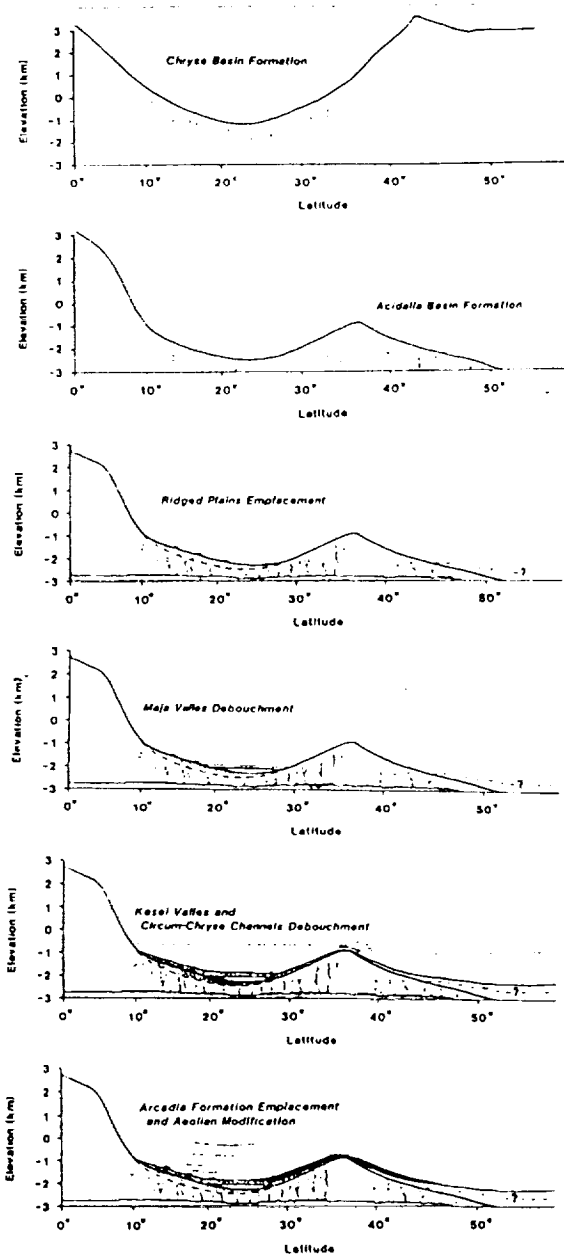 Chryse Basin Formation
Elevation (km)
3
2
1
0
-1
-2
-3
0° 10° 20° 30° 40° 50°
Latitude
Acidalia Basin Formation
Elevation (km)
3
2
1
0
-1
-2
-3
0° 10° 20° 30° 40° 50°
Latitude
Ridged Plains Emplacement
Elevation (km)
3
2
1
0
-1
-2
-3
-?
0° 10° 20° 30° 40° 50°
Latitude
Maja Valles Debouchment
Elevation (km)
3
2
1
0
-1
-2
-3
-?
0° 10° 20° 30° 40° 50°
Latitude
Kasei Valles and
Circum-Chryse Channels Debouchment
Elevation (km)
3
2
1
0
-1
-2
-3
-?
0° 10° 20° 30° 40° 50°
Latitude
Arcadia Formation Emplacement
and Aeolian Modification
Elevation (km)
3
2
1
0
-1
-2
-3
-?
0° 10° 20° 30° 40° 50°
Latitude